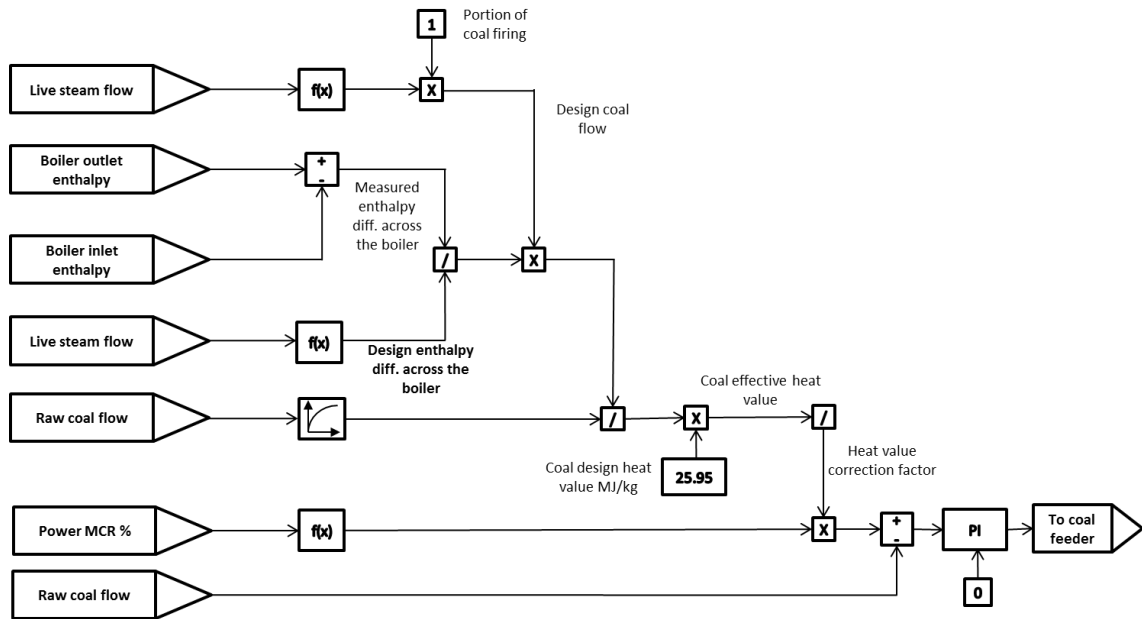 1
Portion of
coal firing
Live steam flow
f(x)
X
Design coal
flow
Boiler outlet
enthalpy
+
-
Measured
enthalpy
diff. across
the boiler
Boiler inlet
enthalpy
/
X
Live steam flow
f(x)
Design enthalpy
diff. across the
boiler
Raw coal flow
/
X
Coal effective heat
value
/
Coal design heat
value MJ/kg
25.95
Heat value
correction factor
Power MCR %
f(x)
X
+
-
PI
To coal
feeder
Raw coal flow
0